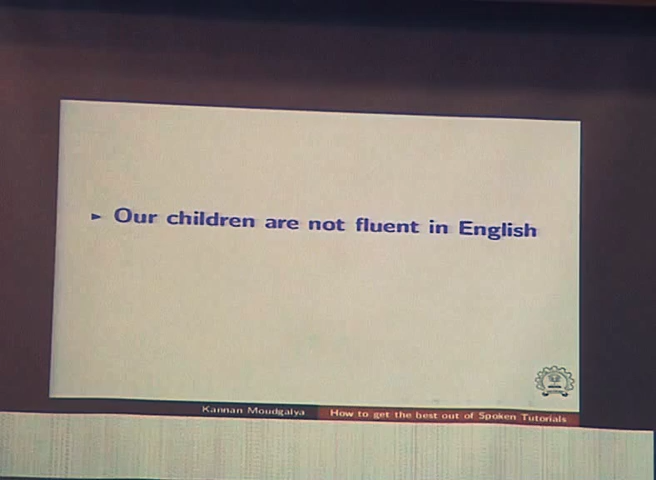 ► Our children are not fluent in English
Kannan Moudgalya
How to get the best out of Spoken Tutorials